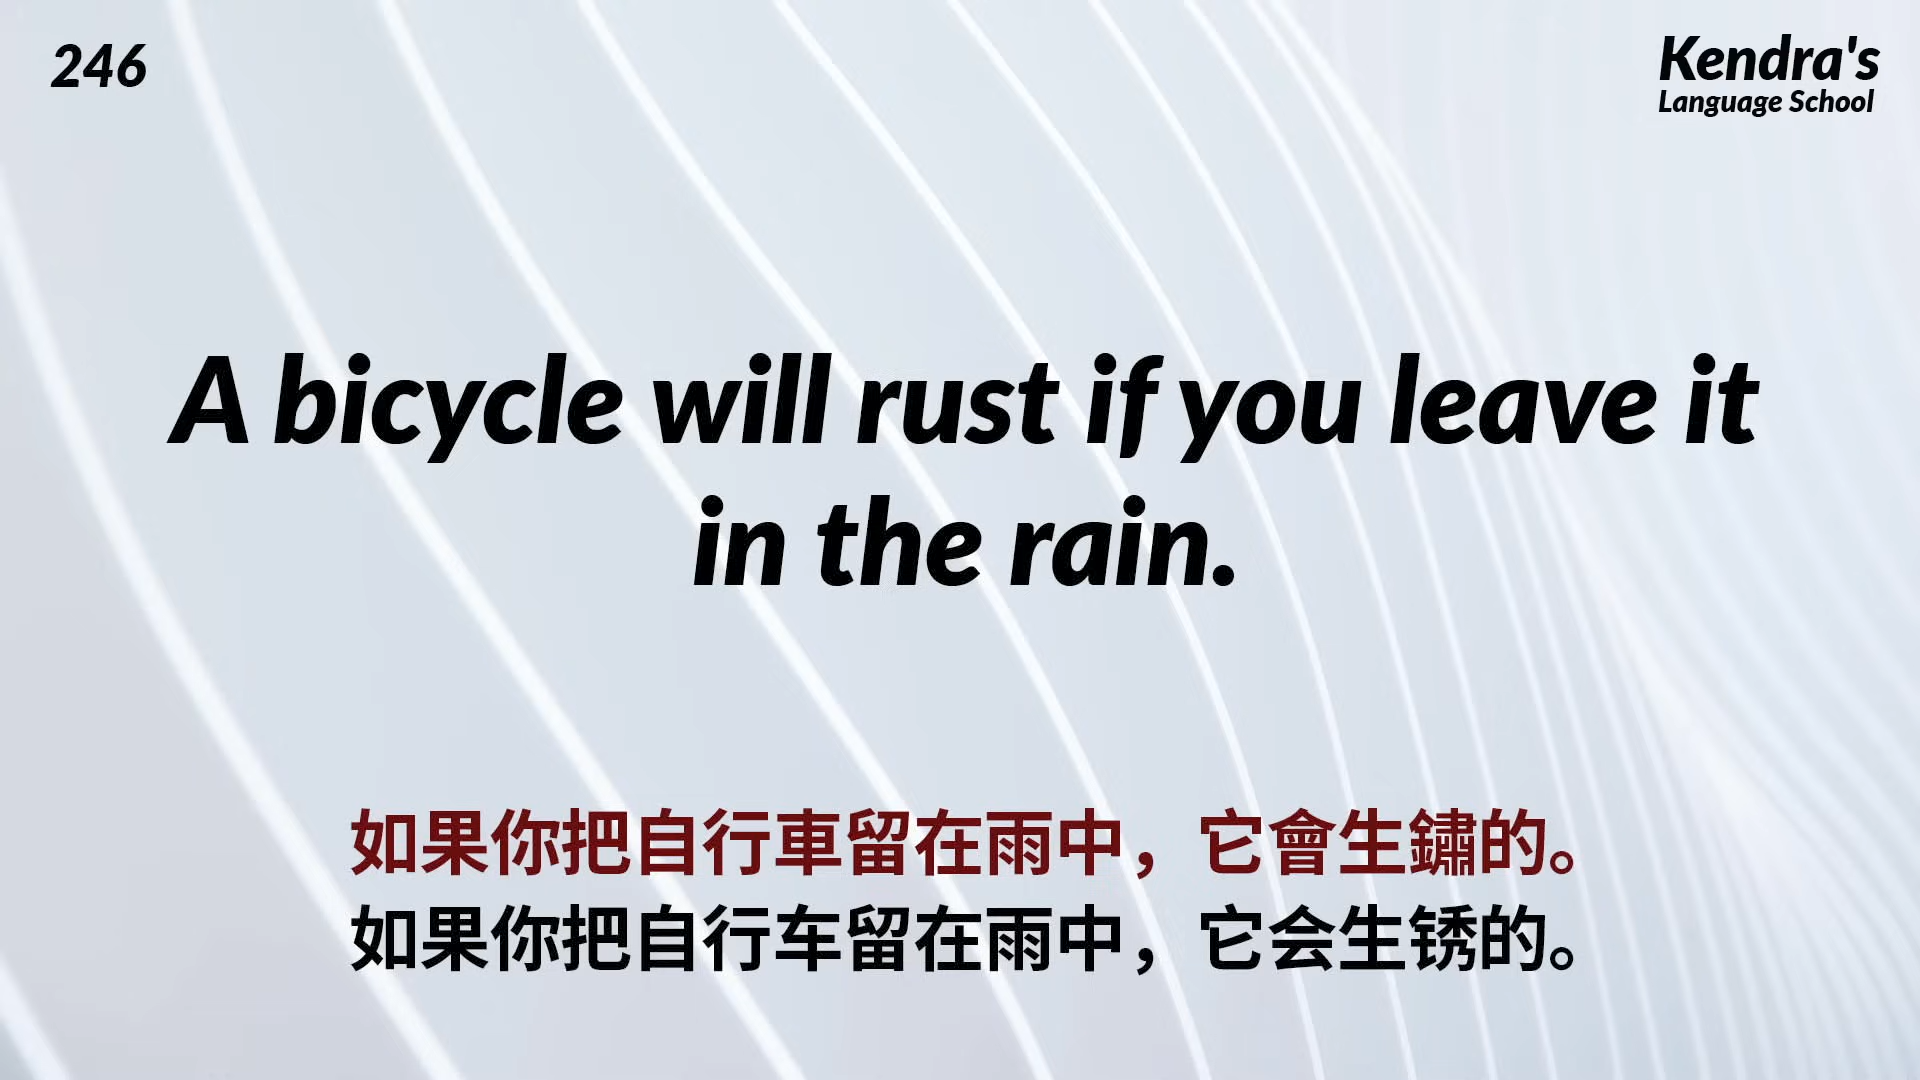 246
Kendra's
Language School
A bicycle will rust if you leave it
in the rain.
如果你把自行車留在雨中，它會生鏽的。
如果你把自行车留在雨中，它会生锈的。